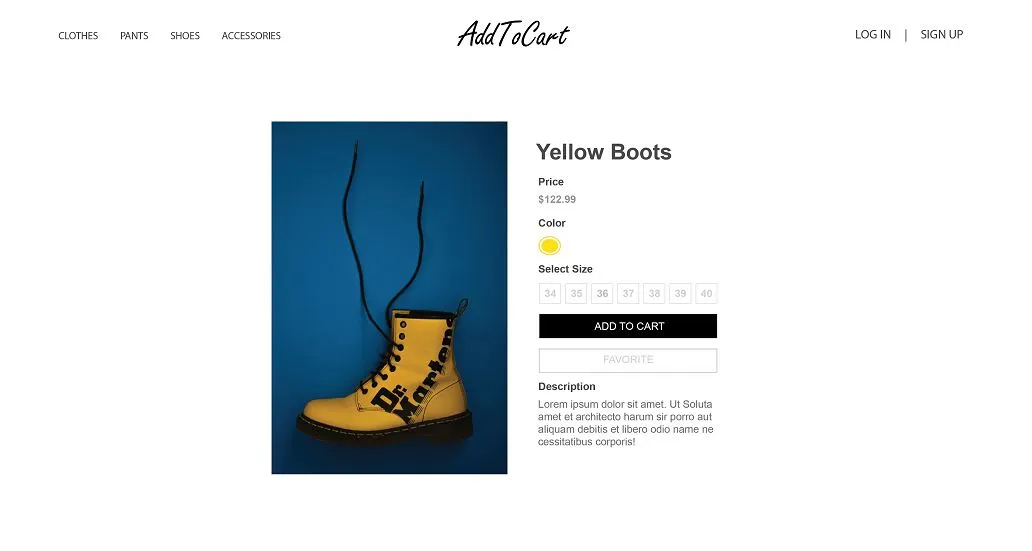 CLOTHES PANTS SHOES ACCESSORIES AddToCart LOG IN | SIGN UP
Yellow Boots
Price
$122.99
Color
Select Size
34 35 36 37 38 39 40
ADD TO CART
FAVORITE
Description
Lorem ipsum dolor sit amet. Ut Soluta
amet et architecto harum sir porro aut
aliquam debitis et libero odio name ne
cessitatibus corporis!
Dr.
Martens